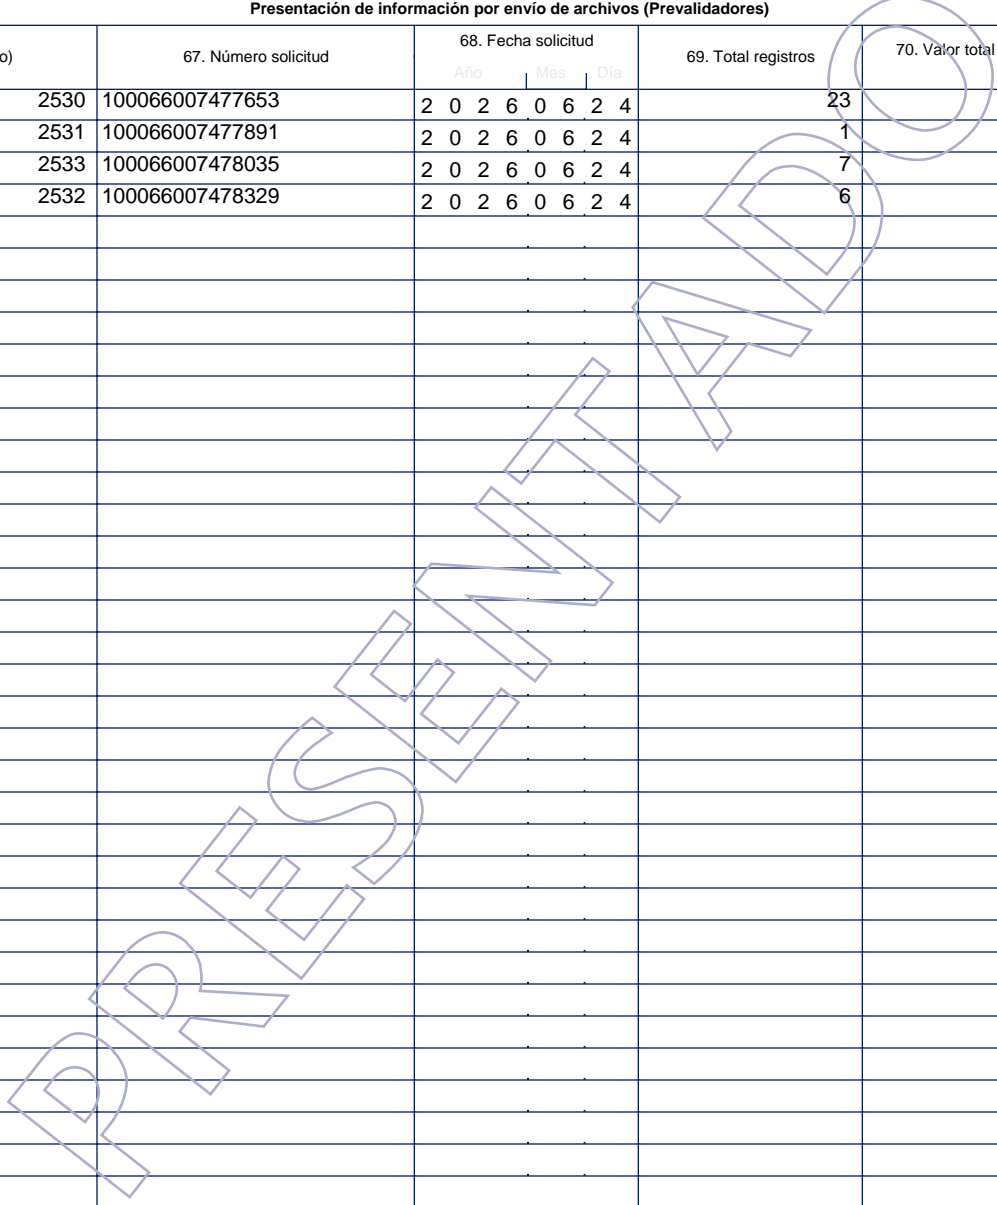 Presentación de información por envío de archivos (Prevalidadores)
o) 67. Número solicitud 68. Fecha solicitud 69. Total registros 70. Valor total
Año Mes Día
2530 100066007477653 2 0 2 6 0 6 2 4 23
2531 100066007477891 2 0 2 6 0 6 2 4 1
2533 100066007478035 2 0 2 6 0 6 2 4 7
2532 100066007478329 2 0 2 6 0 6 2 4 6
PRESENTADO